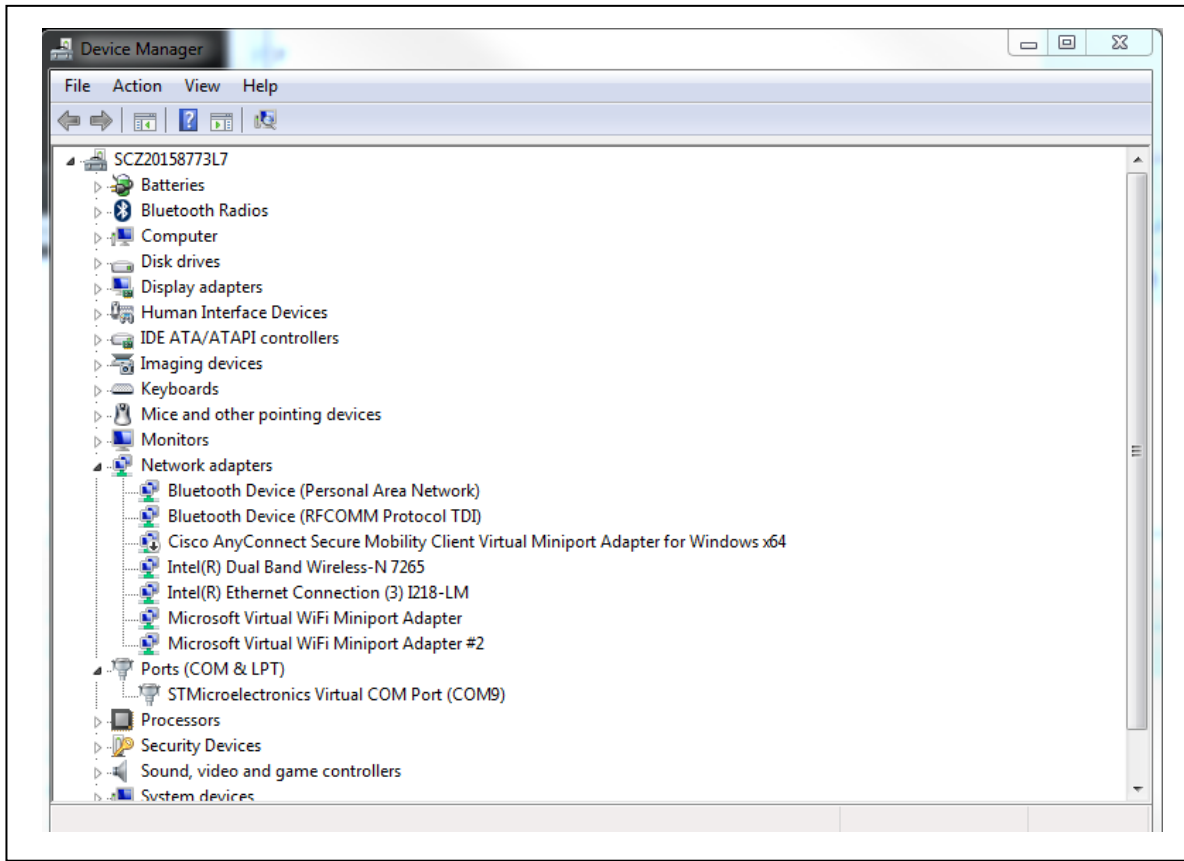 Device Manager
File Action View Help
SCZ20158773L7
Batteries
Bluetooth Radios
Computer
Disk drives
Display adapters
Human Interface Devices
IDE ATA/ATAPI controllers
Imaging devices
Keyboards
Mice and other pointing devices
Monitors
Network adapters
Bluetooth Device (Personal Area Network)
Bluetooth Device (RFCOMM Protocol TDI)
Cisco AnyConnect Secure Mobility Client Virtual Miniport Adapter for Windows x64
Intel(R) Dual Band Wireless-N 7265
Intel(R) Ethernet Connection (3) I218-LM
Microsoft Virtual WiFi Miniport Adapter
Microsoft Virtual WiFi Miniport Adapter #2
Ports (COM & LPT)
STMicroelectronics Virtual COM Port (COM9)
Processors
Security Devices
Sound, video and game controllers
System devices